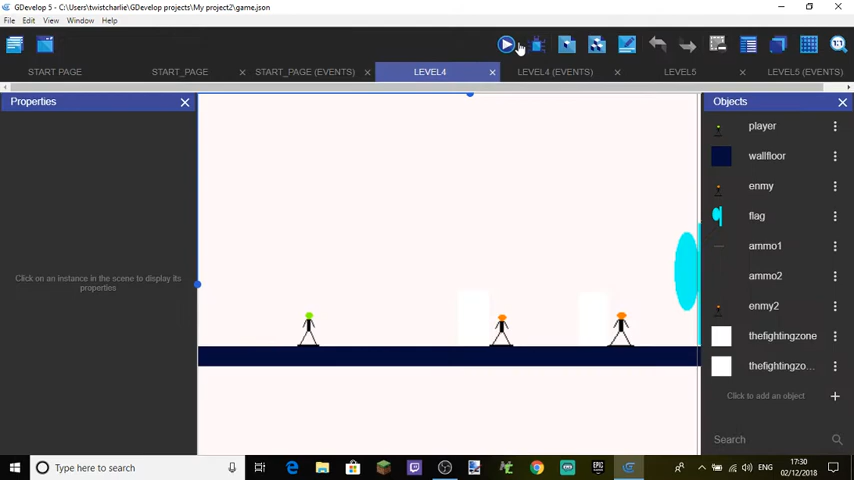 GDevelop 5 - C:\Users\twistcharlie\GDevelop projects\My project2\game.json
File Edit View Window Help
START PAGE START_PAGE START_PAGE (EVENTS) LEVEL4 LEVEL4 (EVENTS) LEVEL5 LEVEL5 (EVENTS)
Properties
Click on an instance in the scene to display its
properties
Objects
player
wallfloor
enmy
flag
ammo1
ammo2
enmy2
thefightingzone
thefightingzo...
Click to add an object
Search
Type here to search
EPIC
ENG
17:30
02/12/2018